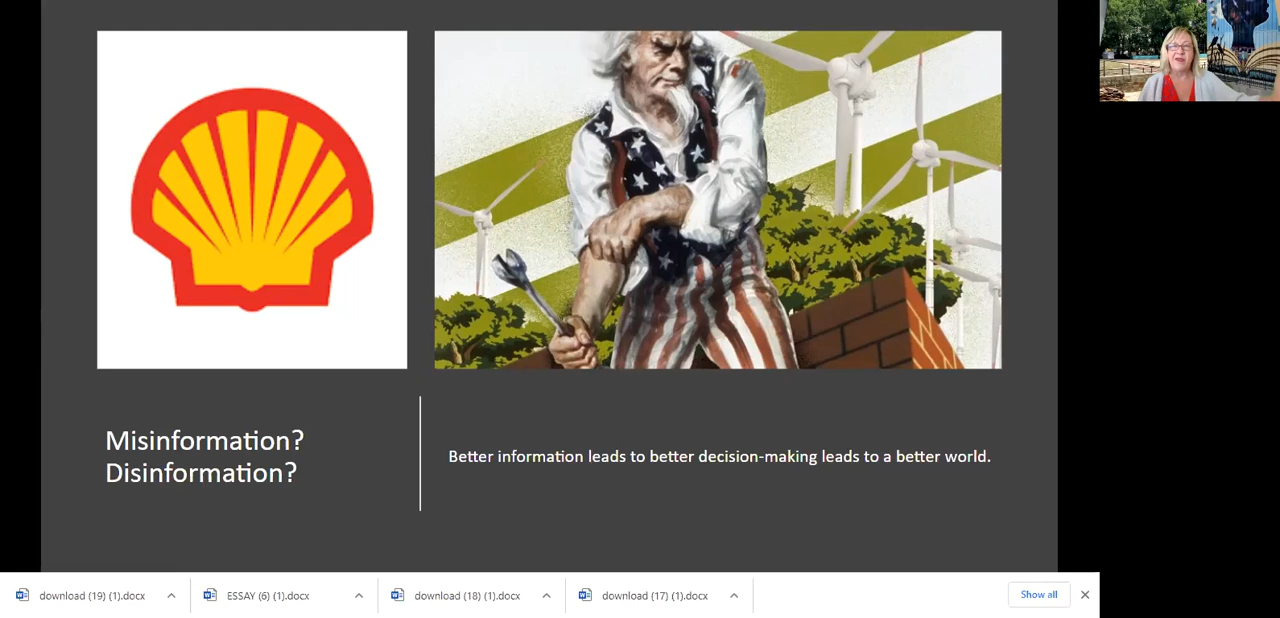 Misinformation?
Disinformation?
Better information leads to better decision-making leads to a better world.
download (19) (1).docx
ESSAY (6) (1).docx
download (18) (1).docx
download (17) (1).docx
Show all